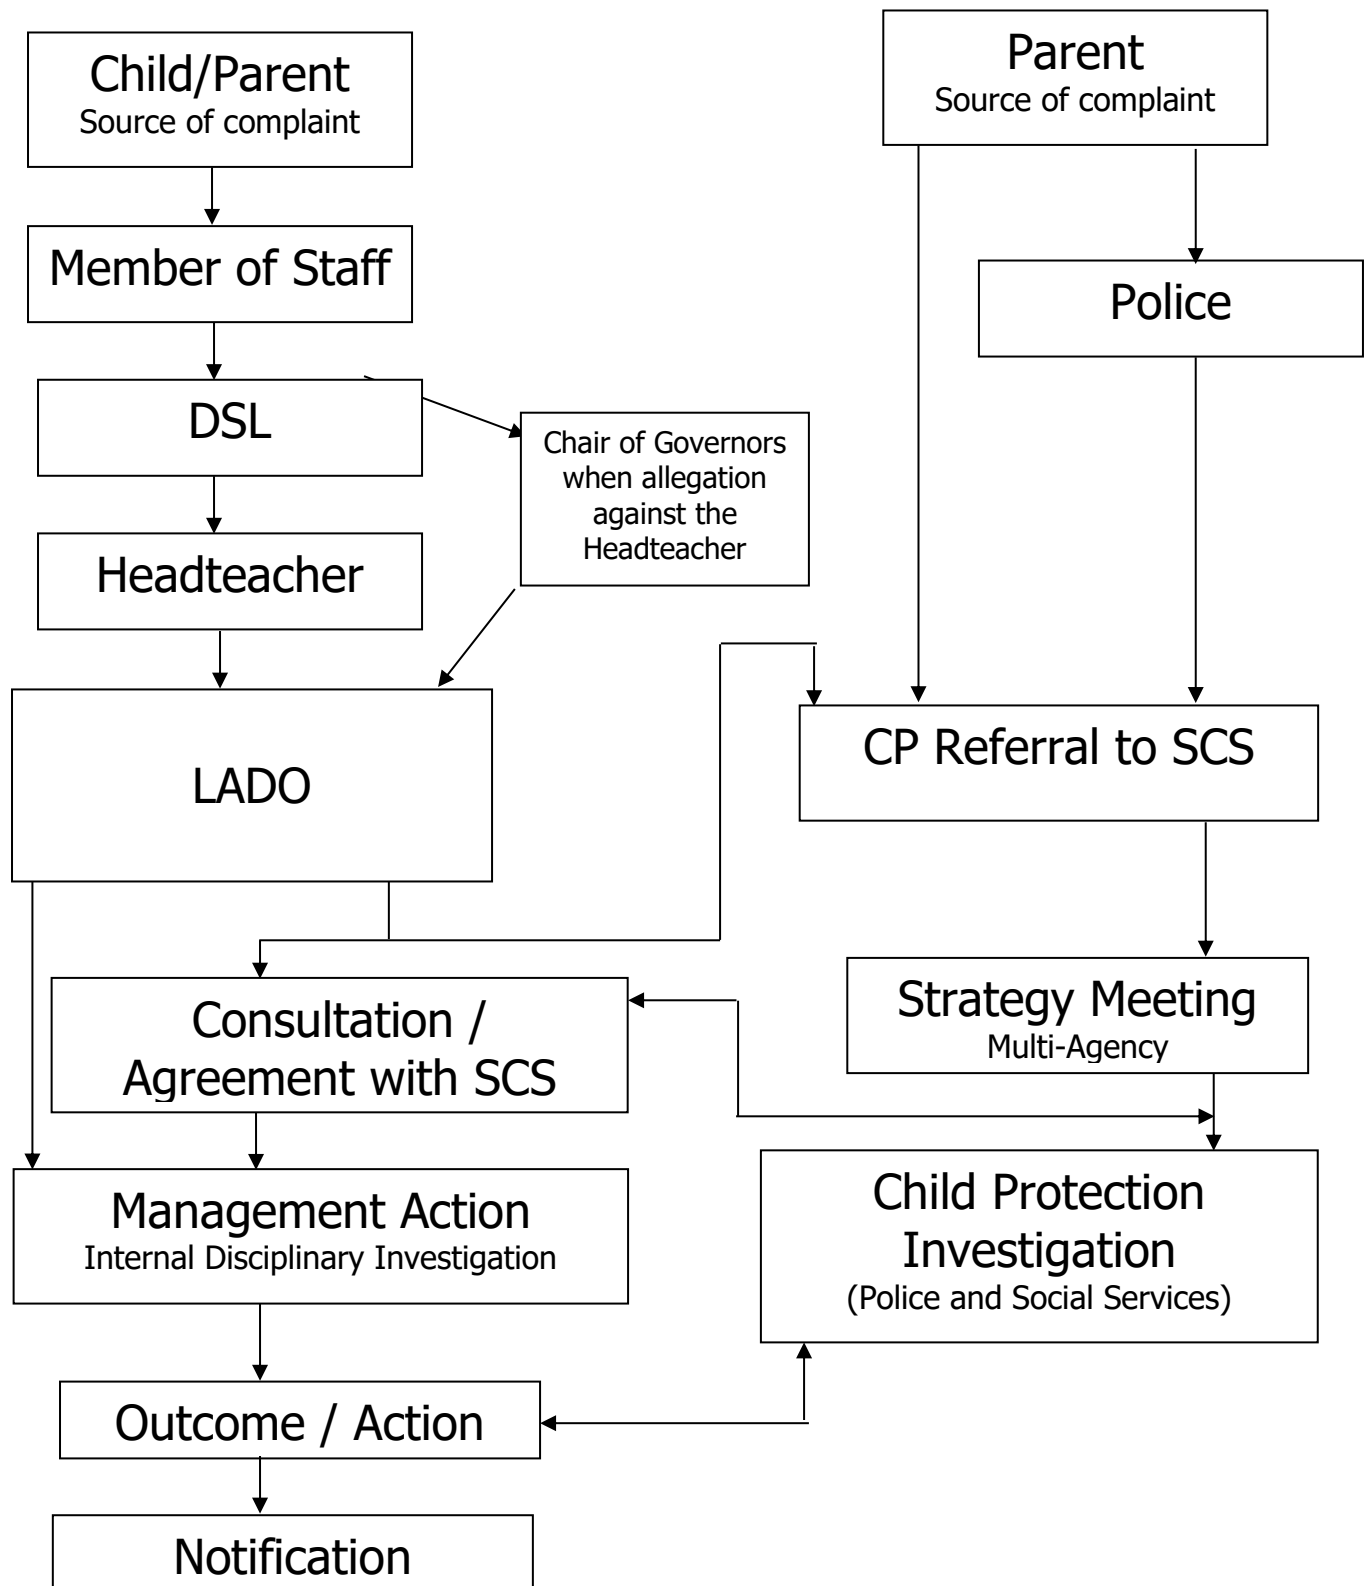 Child/Parent
Source of complaint
Parent
Source of complaint
Member of Staff
Police
DSL
Chair of Governors
when allegation
against the
Headteacher
Headteacher
LADO
CP Referral to SCS
Consultation /
Agreement with SCS
Strategy Meeting
Multi-Agency
Management Action
Internal Disciplinary Investigation
Child Protection
Investigation
(Police and Social Services)
Outcome / Action
Notification